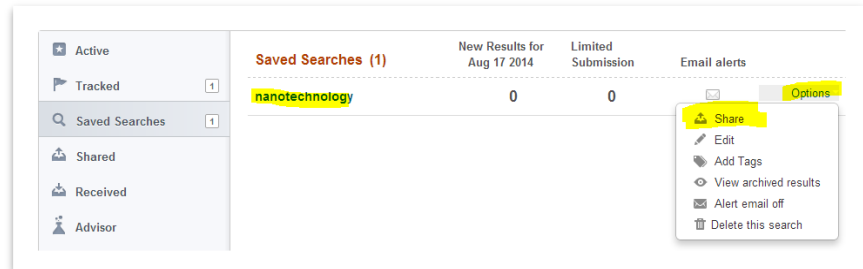 Active
Tracked 1
Saved Searches 1
Shared
Received
Advisor
Saved Searches (1)
New Results for
Aug 17 2014
Limited
Submission
Email alerts
nanotechnology 0 0 Options
Share
Edit
Add Tags
View archived results
Alert email off
Delete this search